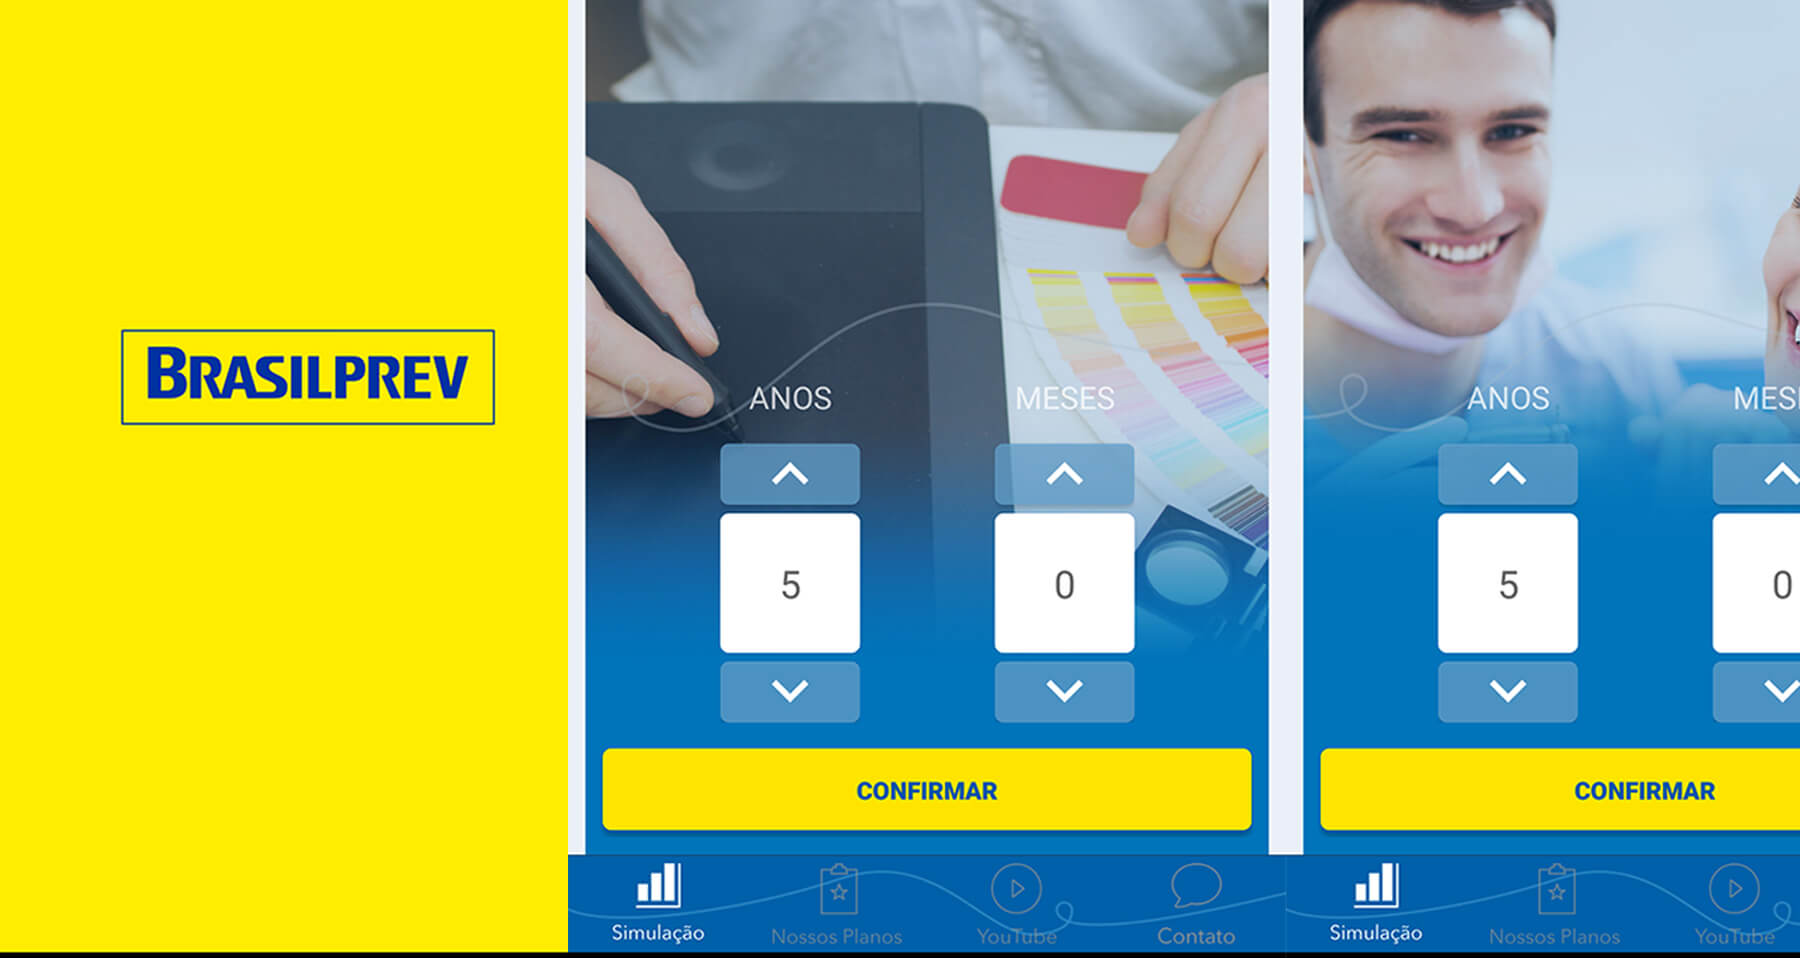 BRASILPREV
ANOS MESES
5 0
CONFIRMAR
Simulação Nossos Planos YouTube Contato
ANOS MES
5 0
CONFIRMAR
Simulação Nossos Planos YouTube